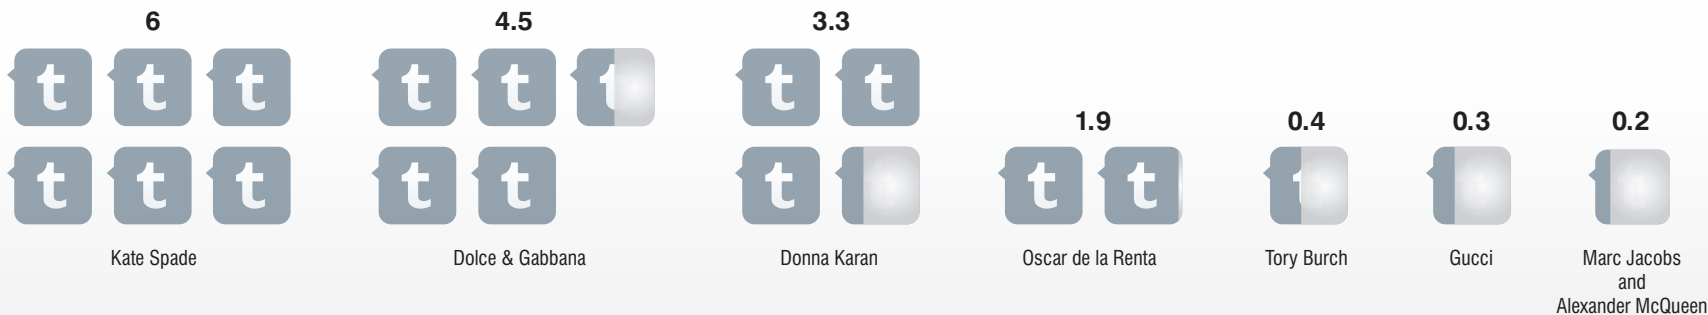 6
4.5
3.3
1.9
0.4
0.3
0.2
t t t
t t t
t t t
t t
t t
t
t t
t
Kate Spade
Dolce & Gabbana
Donna Karan
Oscar de la Renta
Tory Burch
Gucci
Marc Jacobs
and
Alexander McQueen